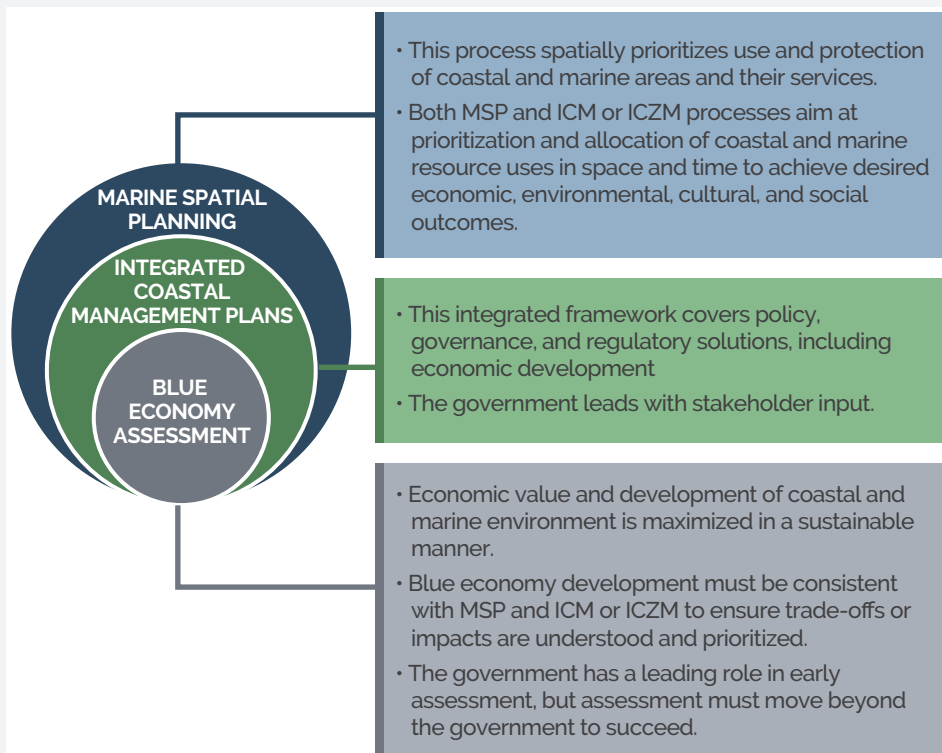 MARINE SPATIAL
PLANNING
INTEGRATED
COASTAL
MANAGEMENT PLANS
BLUE
ECONOMY
ASSESSMENT
• This process spatially prioritizes use and protection
of coastal and marine areas and their services.
• Both MSP and ICM or ICZM processes aim at
prioritization and allocation of coastal and marine
resource uses in space and time to achieve desired
economic, environmental, cultural, and social
outcomes.
• This integrated framework covers policy,
governance, and regulatory solutions, including
economic development
• The government leads with stakeholder input.
• Economic value and development of coastal and
marine environment is maximized in a sustainable
manner.
• Blue economy development must be consistent
with MSP and ICM or ICZM to ensure trade-offs or
impacts are understood and prioritized.
• The government has a leading role in early
assessment, but assessment must move beyond
the government to succeed.